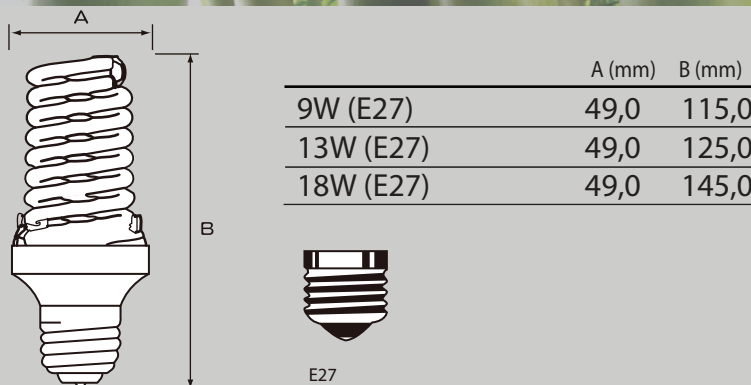 A
A (mm) B (mm)
9W (E27) 49,0 115,0
13W (E27) 49,0 125,0
18W (E27) 49,0 145,0
B
E27